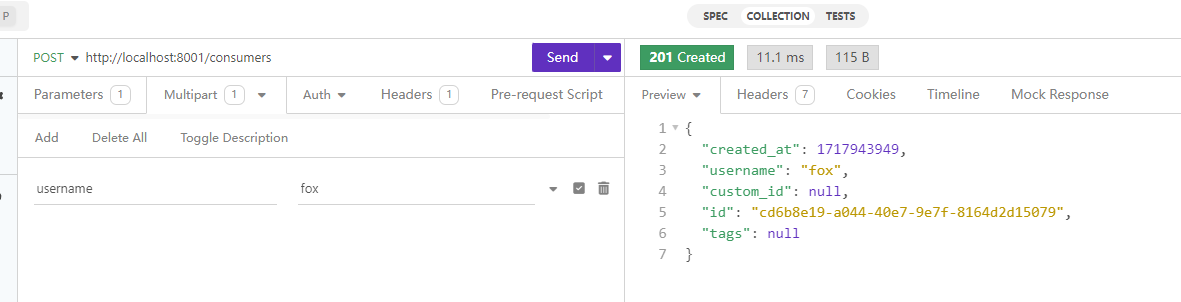 P
SPEC COLLECTION TESTS
POST http://localhost:8001/consumers Send
201 Created 11.1 ms 115 B
Parameters 1 Multipart 1 Auth Headers 1 Pre-request Script
Preview Headers 7 Cookies Timeline Mock Response
Add Delete All Toggle Description
username fox
1 {
2 "created_at": 1717943949,
3 "username": "fox",
4 "custom_id": null,
5 "id": "cd6b8e19-a044-40e7-9e7f-8164d2d15079",
6 "tags": null
7 }